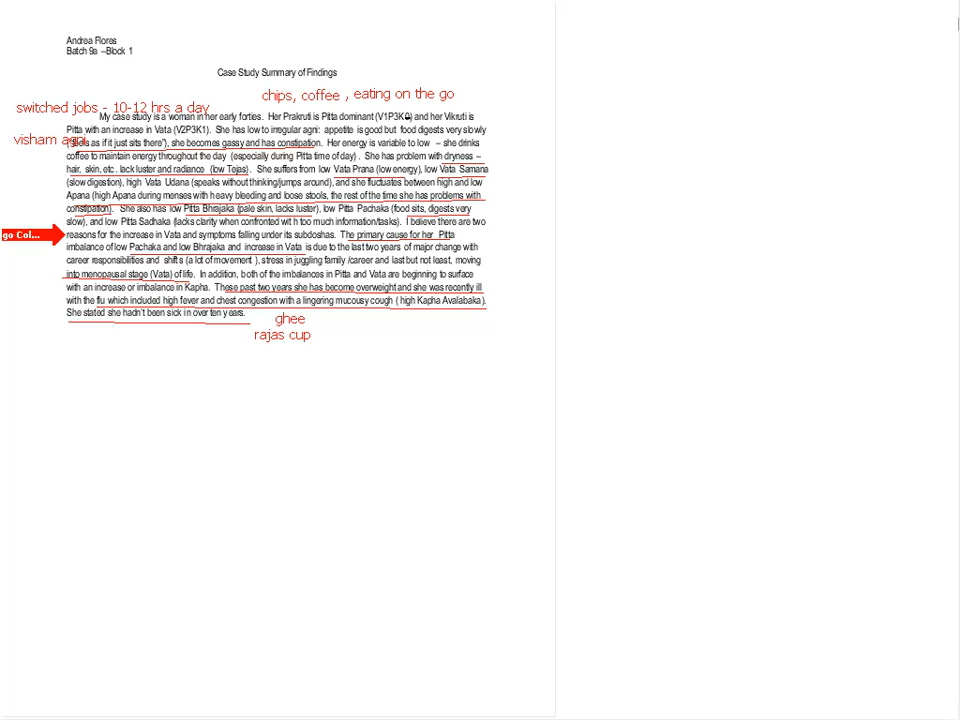 Andrea Flores
Batch 9a –Block 1
Case Study Summary of Findings
chips, coffee , eating on the go
switched jobs - 10-12 hrs a day
My case study is a woman in her early forties. Her Prakruti is Pitta dominant (V1P3K0) and her Vikruti is
visham agni
Pitta with an increase in Vata (V2P3K1). She has low to irregular agni: appetite is good but food digests very slowly
as if it just sits there”), she becomes gassy and has constipation. Her energy is variable to low – she drinks
coffee to maintain energy throughout the day (especially during Pitta time of day) . She has problem with dryness –
hair, skin, etc . lack luster and radiance (low Tejas). She suffers from low Vata Prana (low energy), low Vata Samana
(slow digestion), high Vata Udana (speaks without thinking/jumps around), and she fluctuates between high and low
Apana (high Apana during menses with heavy bleeding and loose stools, the rest of the time she has problems with
constipation). She also has low Pitta Bhrajaka (pale skin, lacks luster), low Pitta Pachaka (food sits, digests very
slow), and low Pitta Sadhaka (lacks clarity when confronted with too much information/tasks). I believe there are two
go Col...
reasons for the increase in Vata and symptoms falling under its subdoshas. The primary cause for her Pitta
imbalance of low Pachaka and low Bhrajaka and increase in Vata is due to the last two years of major change with
career responsibilities and shifts (a lot of movement ), stress in juggling family /career and last but not least, moving
into menopausal stage (Vata) of life. In addition, both of the imbalances in Pitta and Vata are beginning to surface
with an increase or imbalance in Kapha. These past two years she has become overweight and she was recently ill
with the flu which included high fever and chest congestion with a lingering mucousy cough ( high Kapha Avalabaka).
She stated she hadn’t been sick in over ten years.
ghee
rajas cup